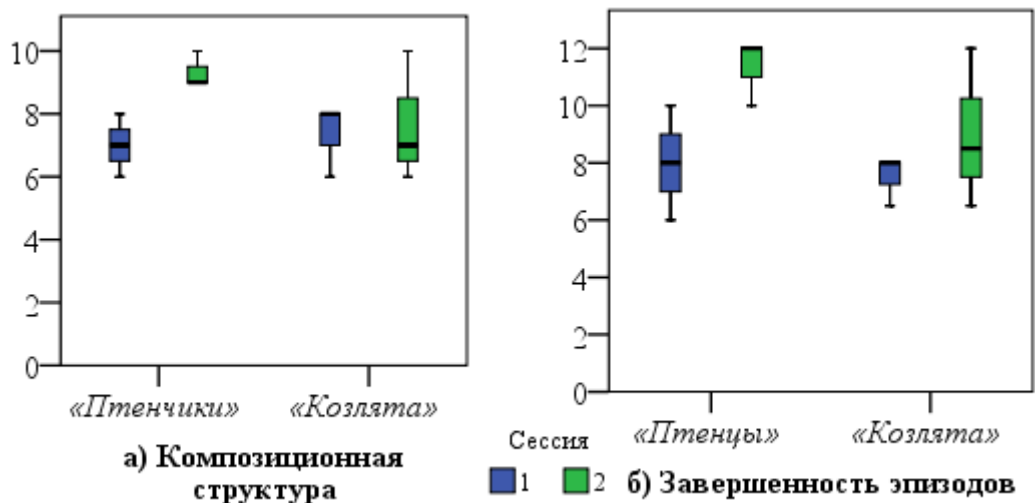 10
8
6
4
2
0
«Птенчики» «Козлята»
а) Композиционная
структура
12
10
8
6
4
2
0
«Птенцы» «Козлята»
Сессия
1 2
б) Завершенность эпизодов